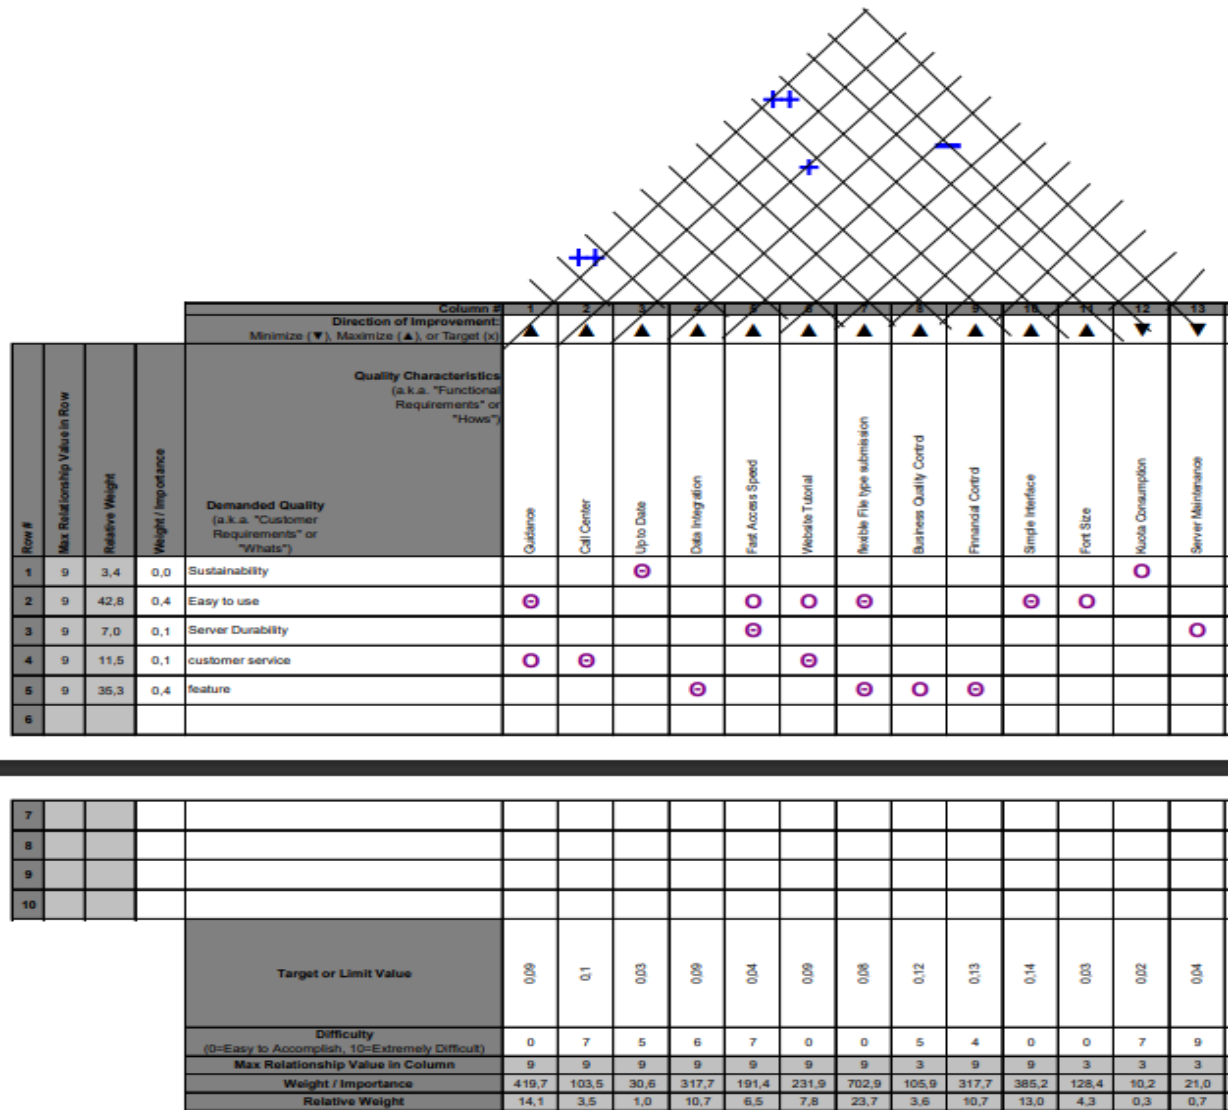 ++
−
+
++
Column # 1 2 3 4 5 6 7 8 9 10 11 12 13
Direction of Improvement:
Minimize (▼), Maximize (▲), or Target (x) ▲ ▲ ▲ ▲ ▲ ▲ ▲ ▲ ▲ ▲ ▲ ▼ ▼
Row #
Max Relationship Value in Row
Relative Weight
Weight / Importance
Quality Characteristics
(a.k.a. "Functional
Requirements" or
"Hows")
Demanded Quality
(a.k.a. "Customer
Requirements" or
"Whats")
Guidance
Call Center
Up to Date
Data Integration
Fast Access Speed
Website Tutorial
flexible File type submission
Business Quality Control
Finnancial Control
Simple Interface
Font Size
Kuota Consumption
Server Maintenance
1 9 3,4 0,0 Sustainability Θ Ο
2 9 42,8 0,4 Easy to use Θ Ο Ο Θ Θ Ο
3 9 7,0 0,1 Server Durability Θ Ο
4 9 11,5 0,1 customer service Ο Θ Θ
5 9 35,3 0,4 feature Θ Θ Ο Θ
6
7
8
9
10
Target or Limit Value 0,09 0,1 0,03 0,09 0,04 0,09 0,08 0,12 0,13 0,14 0,03 0,02 0,04
Difficulty
(0=Easy to Accomplish, 10=Extremely Difficult) 0 7 5 6 7 0 0 5 4 0 0 7 9
Max Relationship Value in Column 9 9 9 9 9 9 9 3 9 9 3 3 3
Weight / Importance 419,7 103,5 30,6 317,7 191,4 231,9 702,9 105,9 317,7 385,2 128,4 10,2 21,0
Relative Weight 14,1 3,5 1,0 10,7 6,5 7,8 23,7 3,6 10,7 13,0 4,3 0,3 0,7